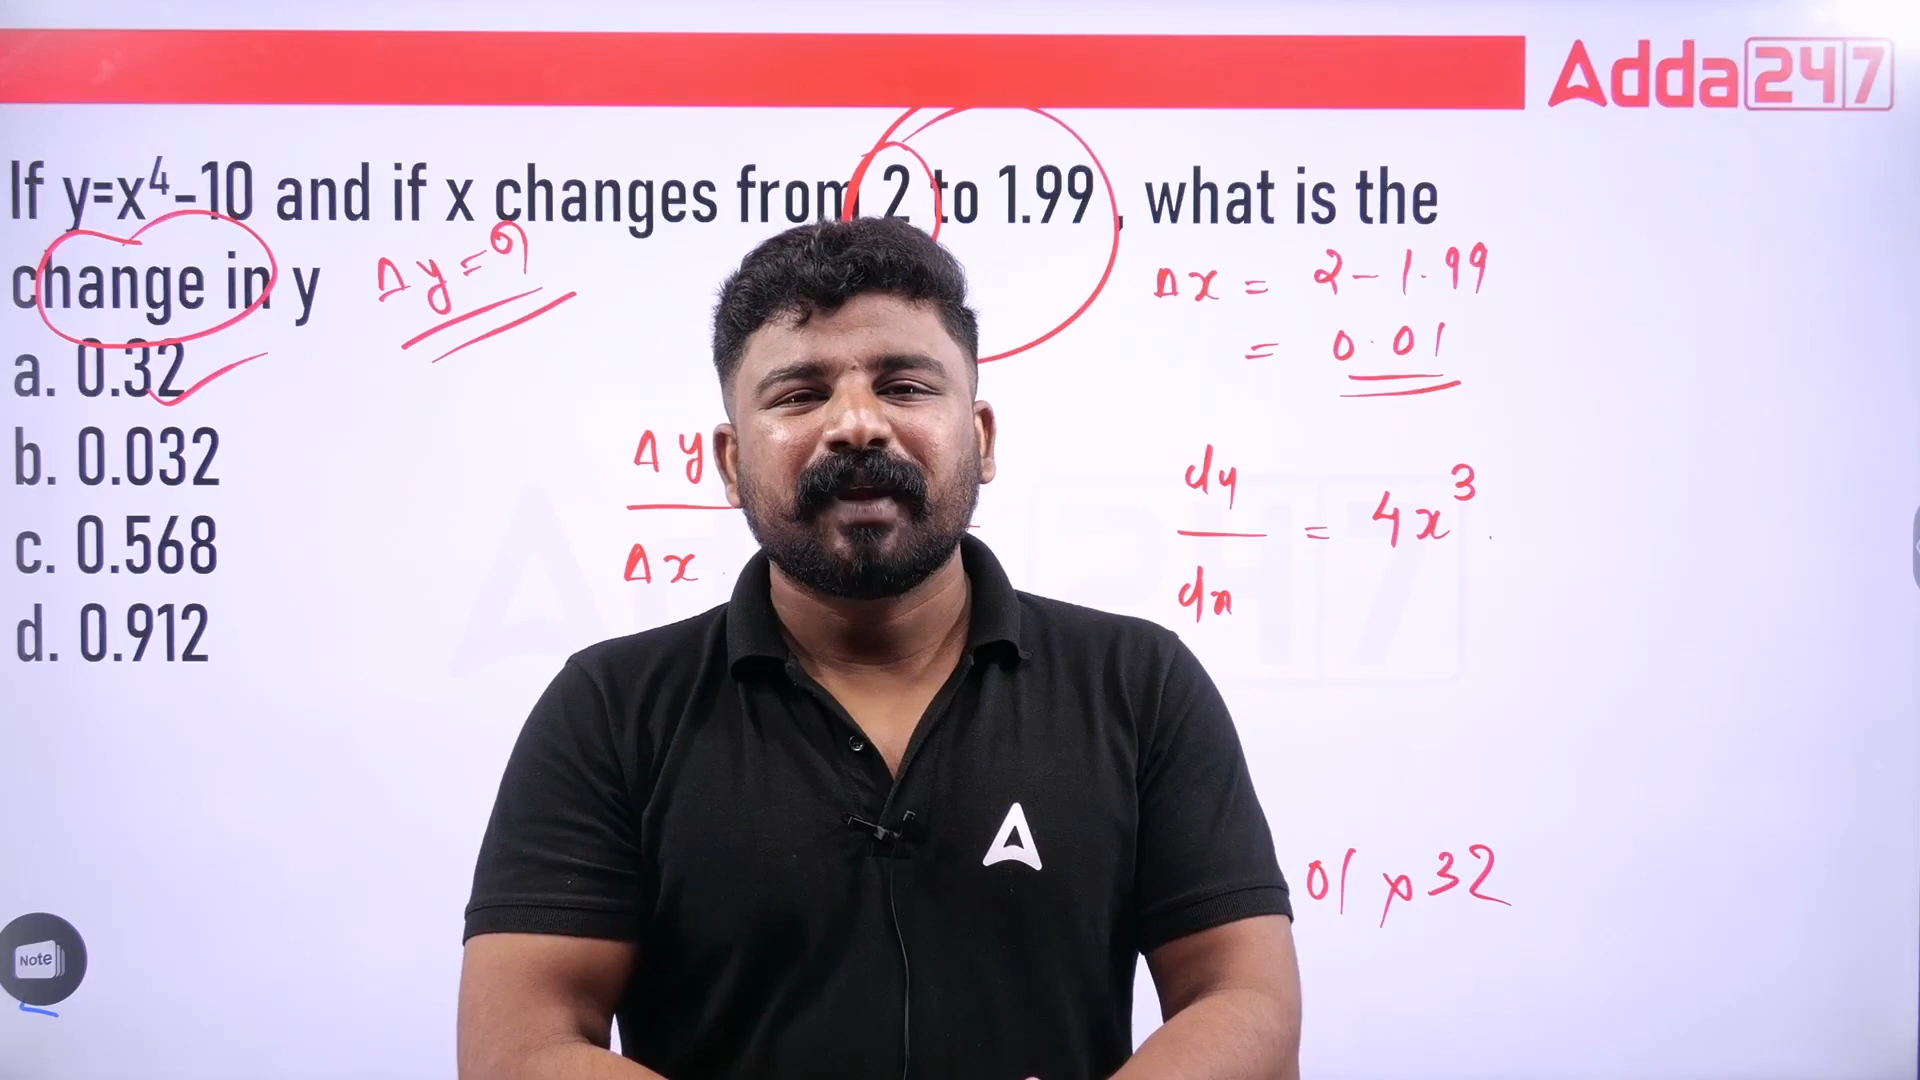 Adda247
If y=x⁴-10 and if x changes from 2 to 1.99, what is the
change in y
Δy=?
Δx = 2-1.99
= 0.01
a. 0.32
b. 0.032
c. 0.568
d. 0.912
Δy
Δx
dy
dx
= 4x³
01 x 32
Note